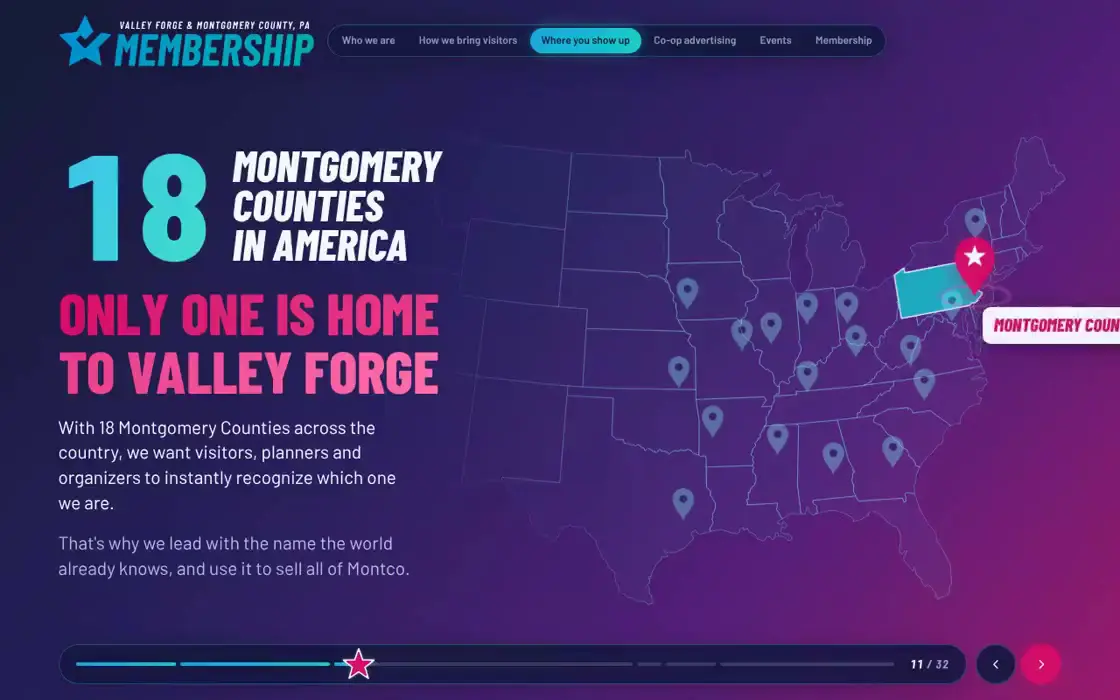 VALLEY FORGE & MONTGOMERY COUNTY, PA
MEMBERSHIP
Who we are
How we bring visitors
Where you show up
Co-op advertising
Events
Membership
18
MONTGOMERY
COUNTIES
IN AMERICA
ONLY ONE IS HOME
TO VALLEY FORGE
With 18 Montgomery Counties across the
country, we want visitors, planners and
organizers to instantly recognize which one
we are.
That's why we lead with the name the world
already knows, and use it to sell all of Montco.
MONTGOMERY COUN
11 / 32